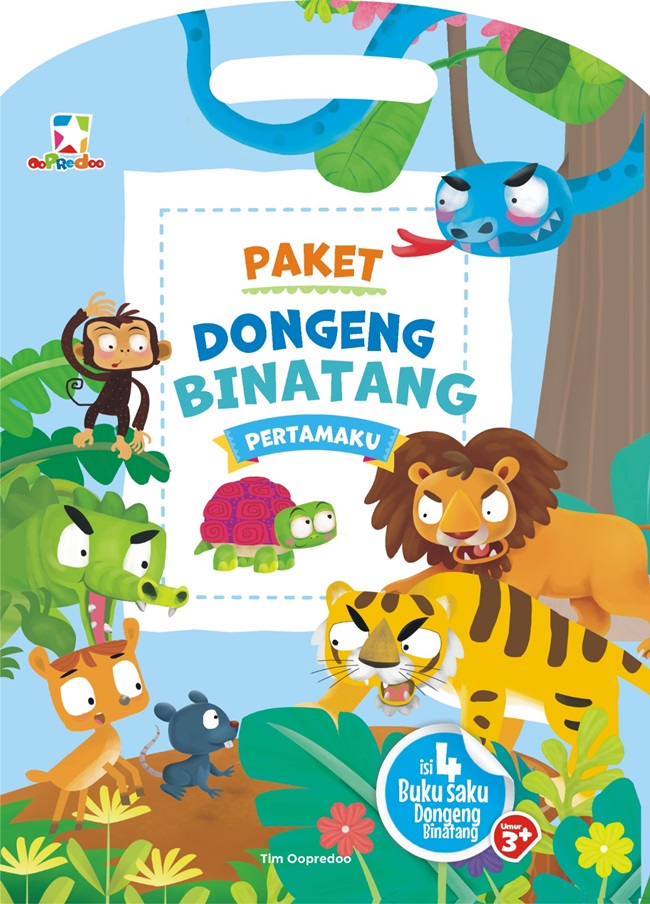 OoPRedoo
PAKET
DONGENG
BINATANG
PERTAMAKU
isi 4
Buku Saku
Dongeng
Binatang
Umur
3+
Tim Oopredoo